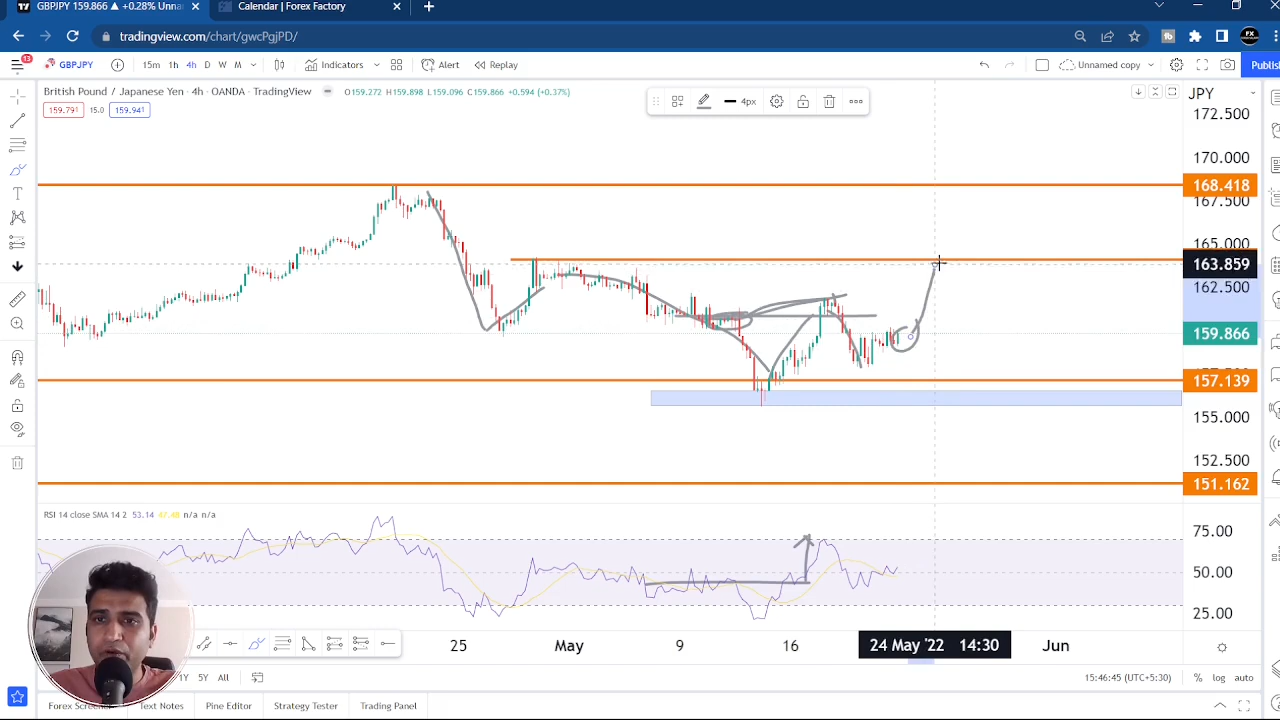 GBPJPY 159.866 ▲ +0.28% Unna
Calendar | Forex Factory
tradingview.com/chart/gwcPgjPD/
13
GBPJPY 15m 1h 4h D W M Indicators Alert Replay Unnamed copy Publis
British Pound / Japanese Yen · 4h · OANDA · TradingView O159.272 H159.898 L159.096 C159.866 +0.594 (+0.37%)
159.791 15.0 159.941
4px
JPY
172.500
170.000
168.418
167.500
165.000
163.859
162.500
159.866
157.139
155.000
152.500
151.162
RSI 14 close SMA 14 2 53.14 47.48 n/a n/a
75.00
50.00
25.00
25 May 9 16 24 May '22 14:30 Jun
1Y 5Y All 15:46:45 (UTC+5:30) % log auto
Forex Screener Text Notes Pine Editor Strategy Tester Trading Panel